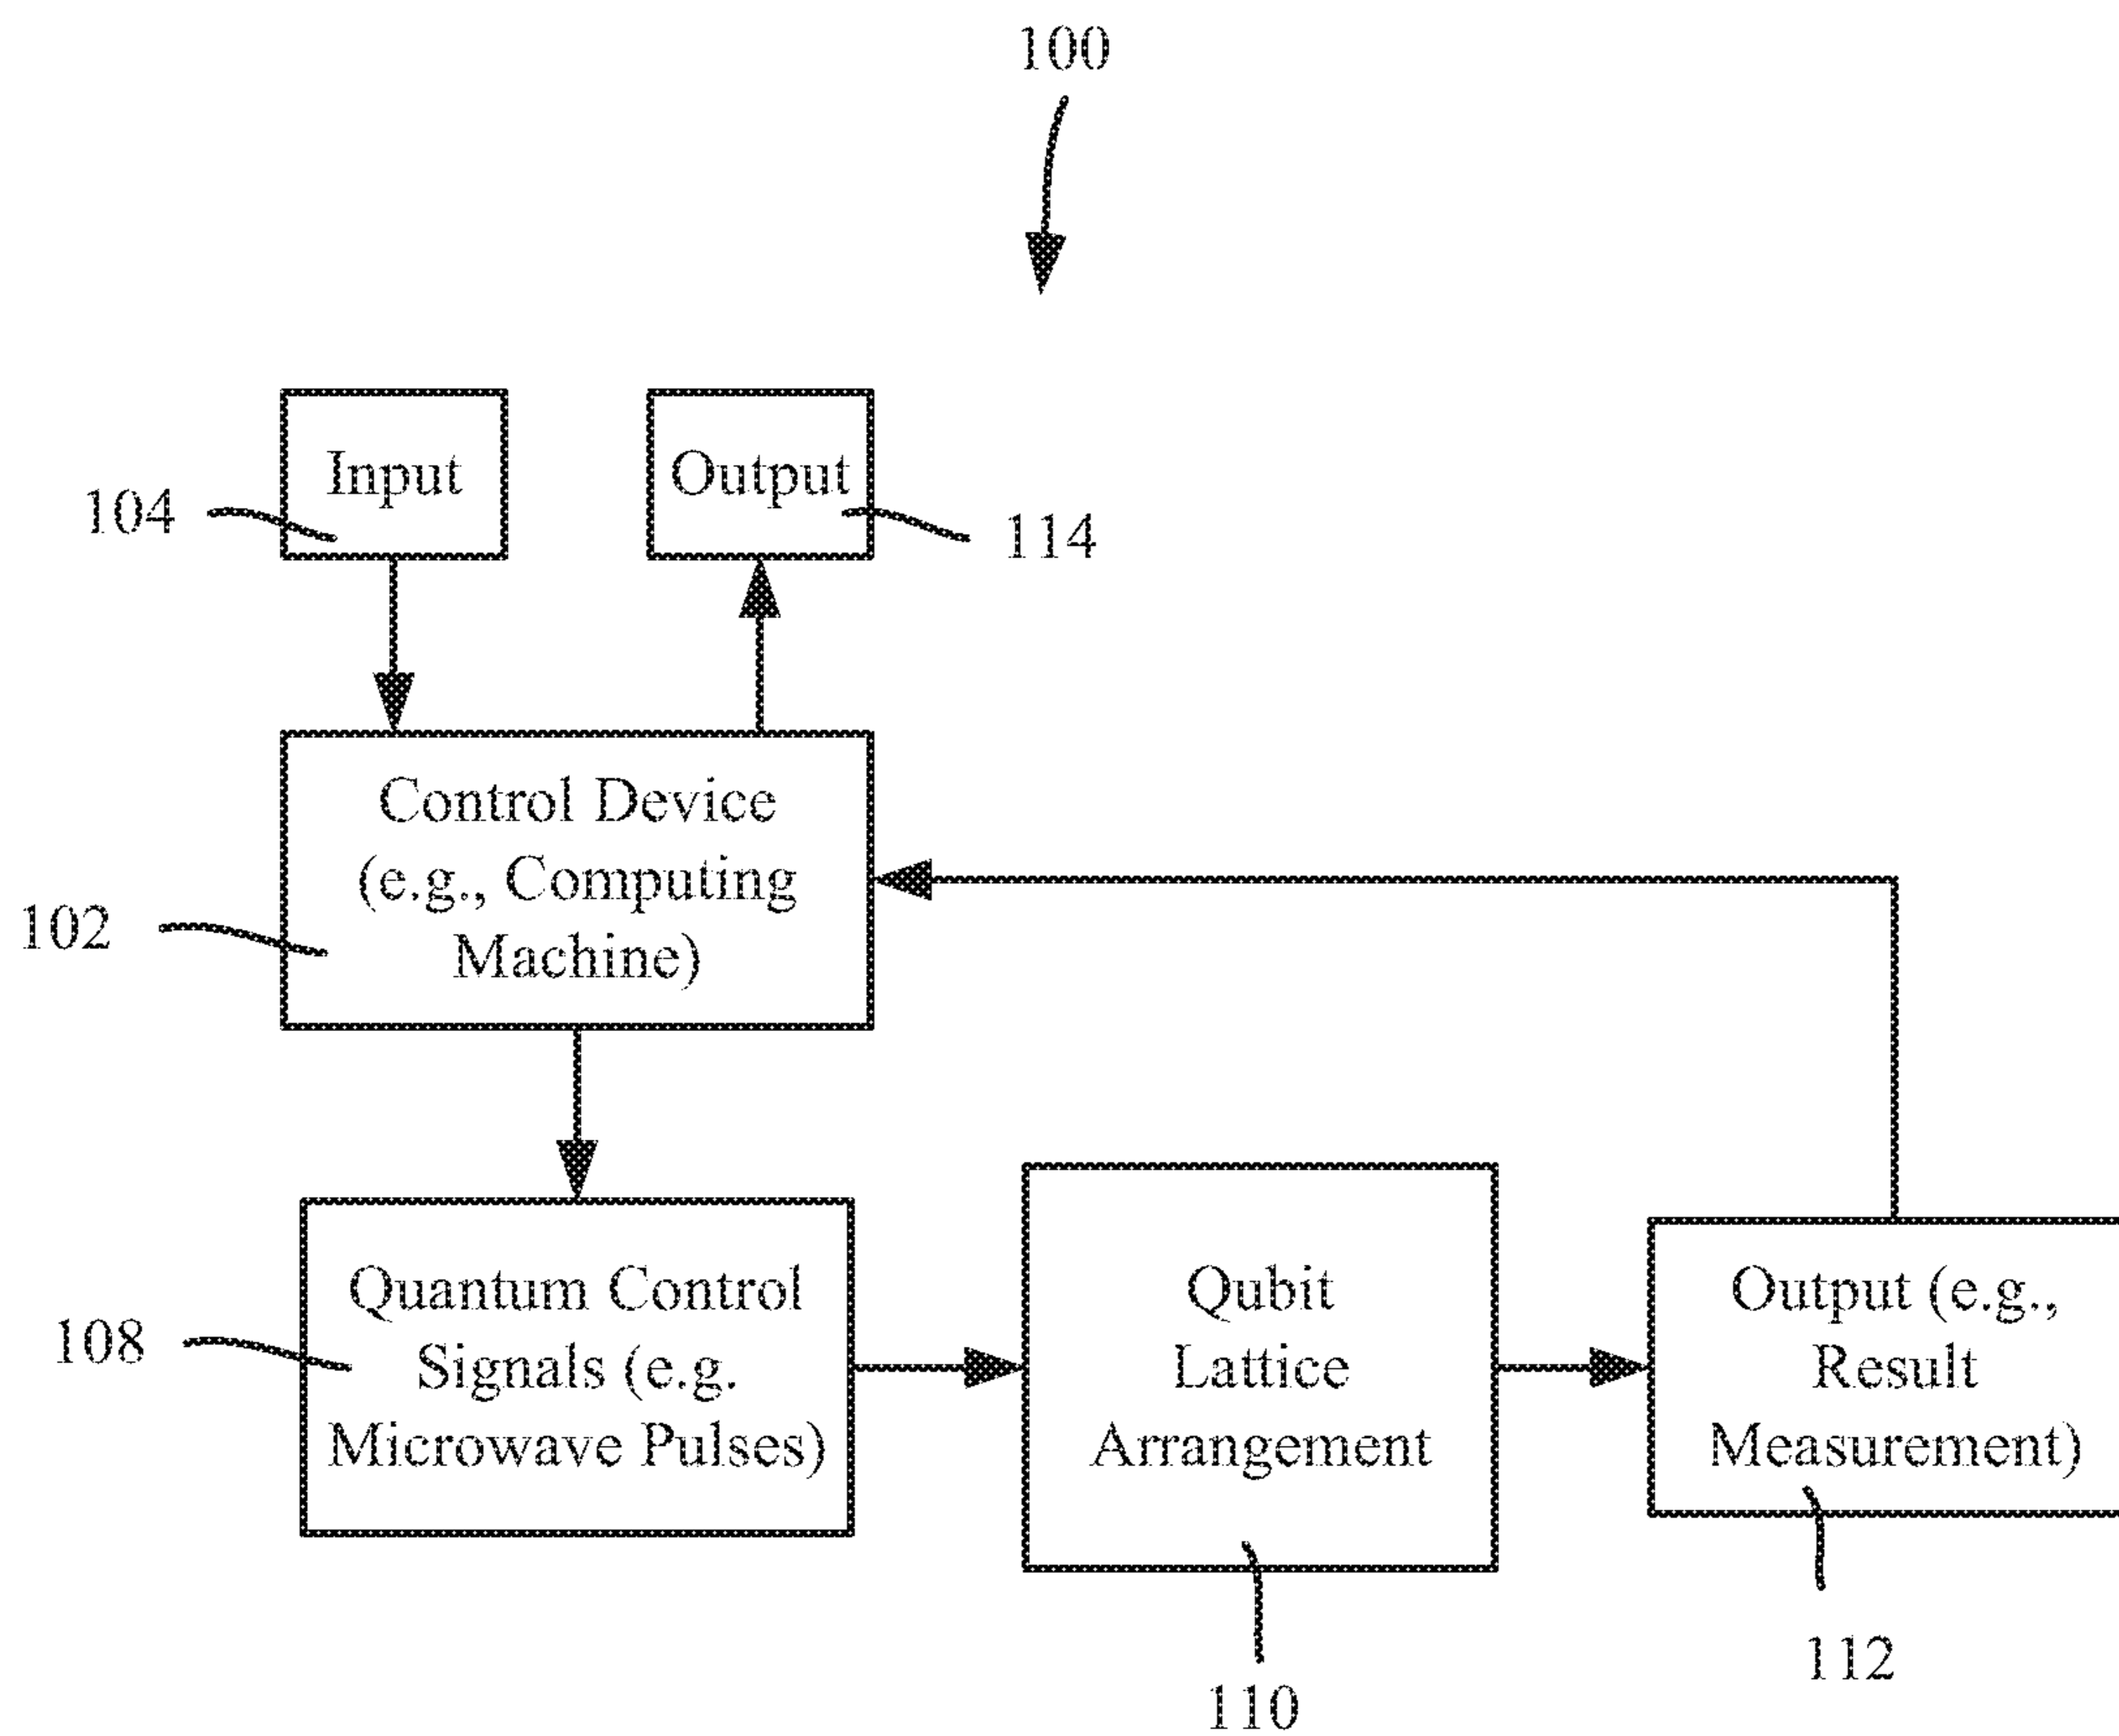 100
Input
Output
104
114
Control Device
(e.g., Computing
Machine)
102
Quantum Control
Signals (e.g.
Microwave Pulses)
108
Qubit
Lattice
Arrangement
110
Output (e.g.,
Result
Measurement)
112